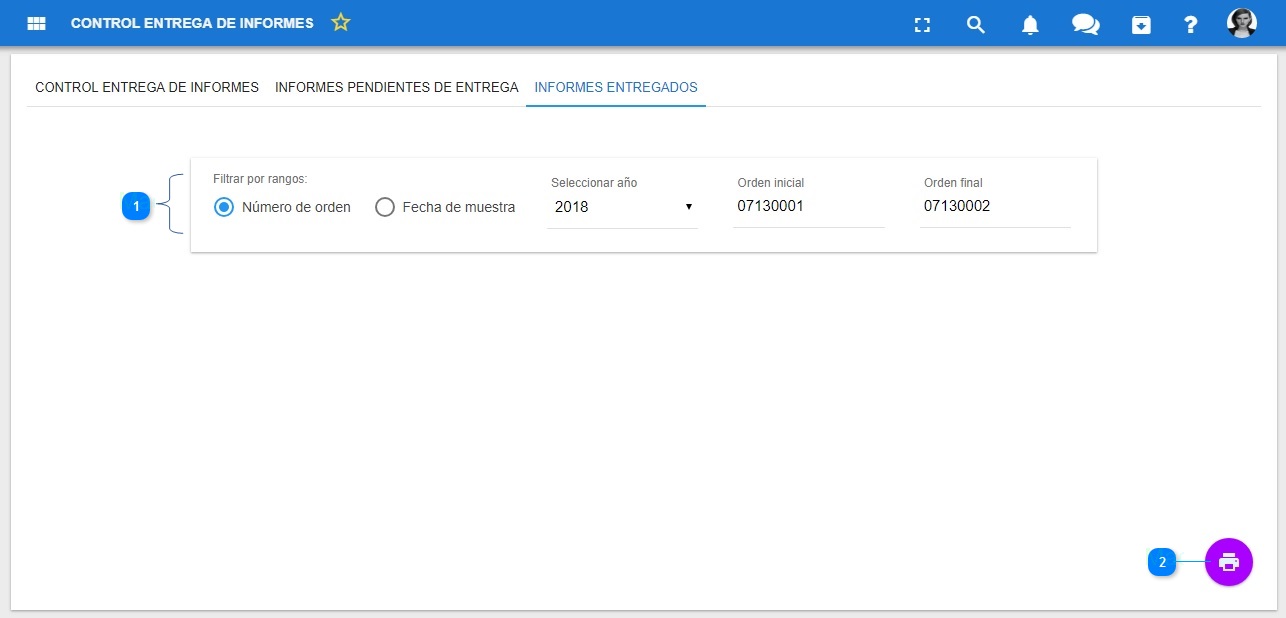 CONTROL ENTREGA DE INFORMES
CONTROL ENTREGA DE INFORMES INFORMES PENDIENTES DE ENTREGA INFORMES ENTREGADOS
Filtrar por rangos:
Número de orden Fecha de muestra
Seleccionar año
2018
Orden inicial
07130001
Orden final
07130002
1
2